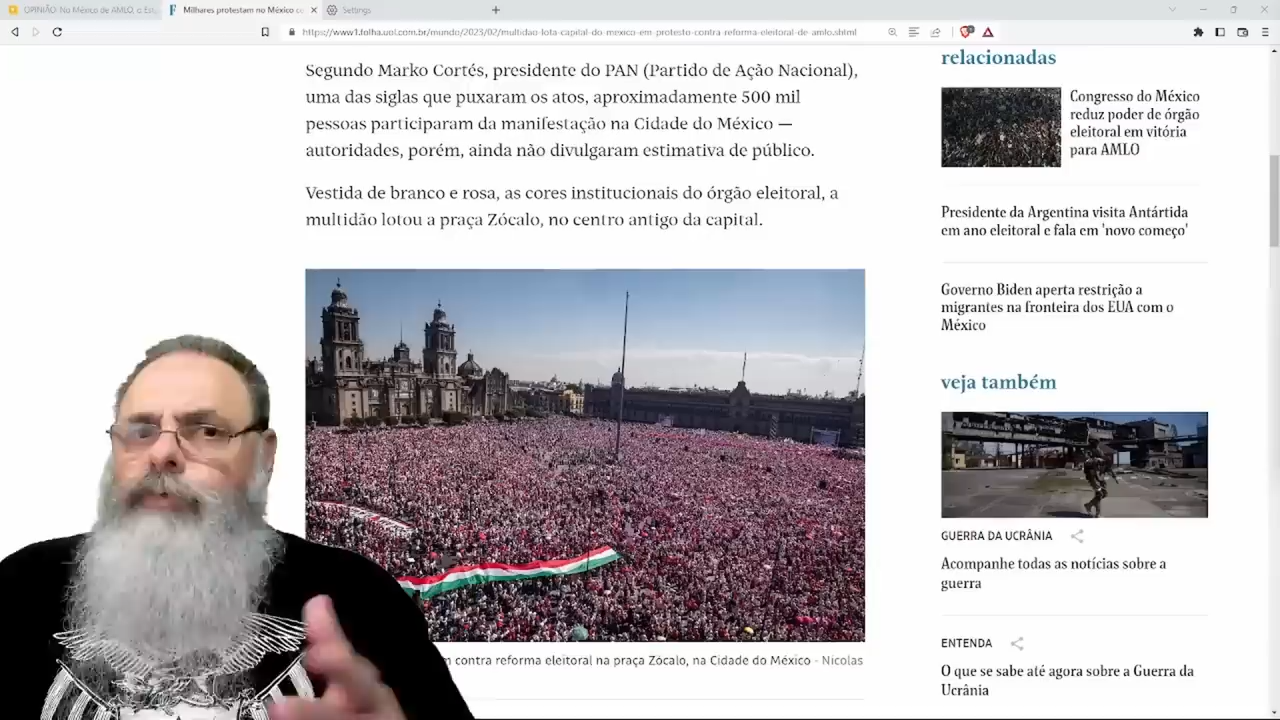 OPINIÃO: No México de AMLO, o Est
Milhares protestam no México co
Settings
https://www1.folha.uol.com.br/mundo/2023/02/multidao-lota-capital-do-mexico-em-protesto-contra-reforma-eleitoral-de-amlo.shtml
Segundo Marko Cortés, presidente do PAN (Partido de Ação Nacional),
uma das siglas que puxaram os atos, aproximadamente 500 mil
pessoas participaram da manifestação na Cidade do México —
autoridades, porém, ainda não divulgaram estimativa de público.
Vestida de branco e rosa, as cores institucionais do órgão eleitoral, a
multidão lotou a praça Zócalo, no centro antigo da capital.
contra reforma eleitoral na praça Zócalo, na Cidade do México - Nicolas
relacionadas
Congresso do México
reduz poder de órgão
eleitoral em vitória
para AMLO
Presidente da Argentina visita Antártida
em ano eleitoral e fala em 'novo começo'
Governo Biden aperta restrição a
migrantes na fronteira dos EUA com o
México
veja também
GUERRA DA UCRÂNIA
Acompanhe todas as notícias sobre a
guerra
ENTENDA
O que se sabe até agora sobre a Guerra da
Ucrânia